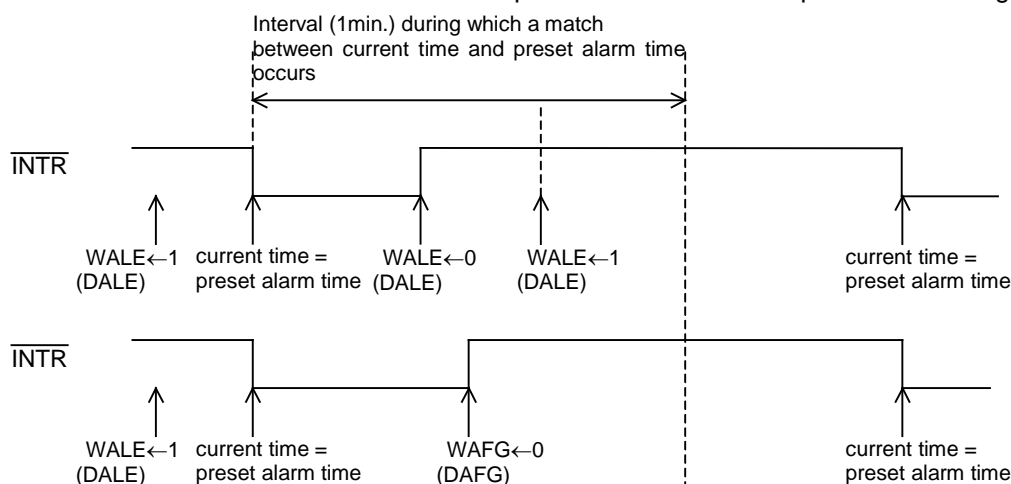 Interval (1min.) during which a match
between current time and preset alarm time
occurs
INTR
WALE←1 current time = WALE←0 WALE←1 current time =
(DALE) preset alarm time (DALE) (DALE) preset alarm time
INTR
WALE←1 current time = WAFG←0 current time =
(DALE) preset alarm time (DAFG) preset alarm time